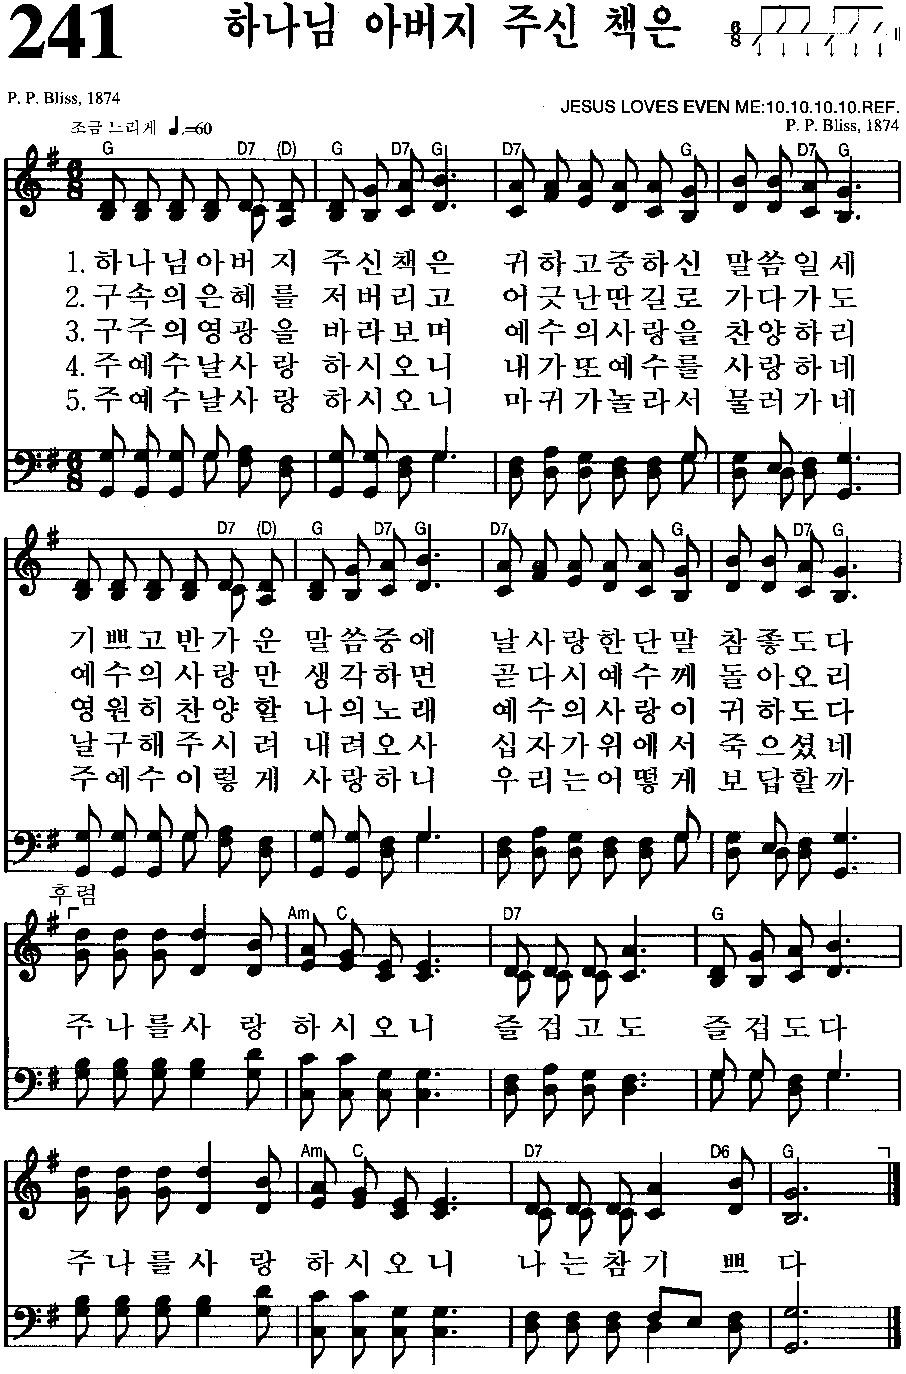 241 하나님 아버지 주신 책은
P. P. Bliss, 1874
JESUS LOVES EVEN ME:10.10.10.10.REF.
P. P. Bliss, 1874
조금 느리게 ♩.=60
G D7 (D) G D7 G D7 G D7 G
1. 하나님아버지 주신책은 귀하고중하신 말씀일세
2. 구속의은혜를 저버리고 어긋난딴길로 가다가도
3. 구주의영광을 바라보며 예수의사랑을 찬양하리
4. 주예수날사랑 하시오니 내가또예수를 사랑하네
5. 주예수날사랑 하시오니 마귀가놀라서 물러가네
D7 (D) G D7 G D7 G D7 G
기쁘고반가운 말씀중에 날사랑한단말 참좋도다
예수의사랑만 생각하면 곧다시예수께 돌아오리
영원히찬양할 나의노래 예수의사랑이 귀하도다
날구해주시려 내려오사 십자가위에서 죽으셨네
주예수이렇게 사랑하니 우리는어떻게 보답할까
후렴
Am C D7 G
주나를사랑 하시오니 즐겁고도 즐겁도다
Am C D7 D6 G
주나를사랑 하시오니 나는참기쁘다